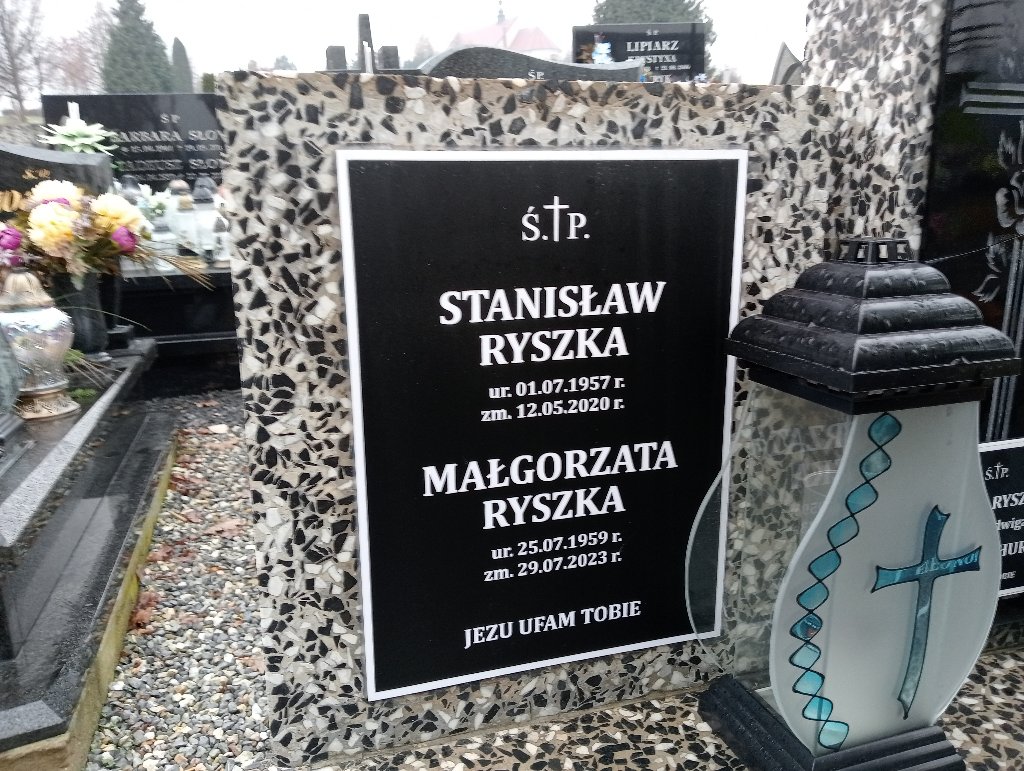 Ś.†P.
STANISŁAW
RYSZKA
ur. 01.07.1957 r.
zm. 12.05.2020 r.
MAŁGORZATA
RYSZKA
ur. 25.07.1959 r.
zm. 29.07.2023 r.
JEZU UFAM TOBIE
Ś P
LIPIARZ
Ś P
Ś P
BARBARA
Ś.†P.